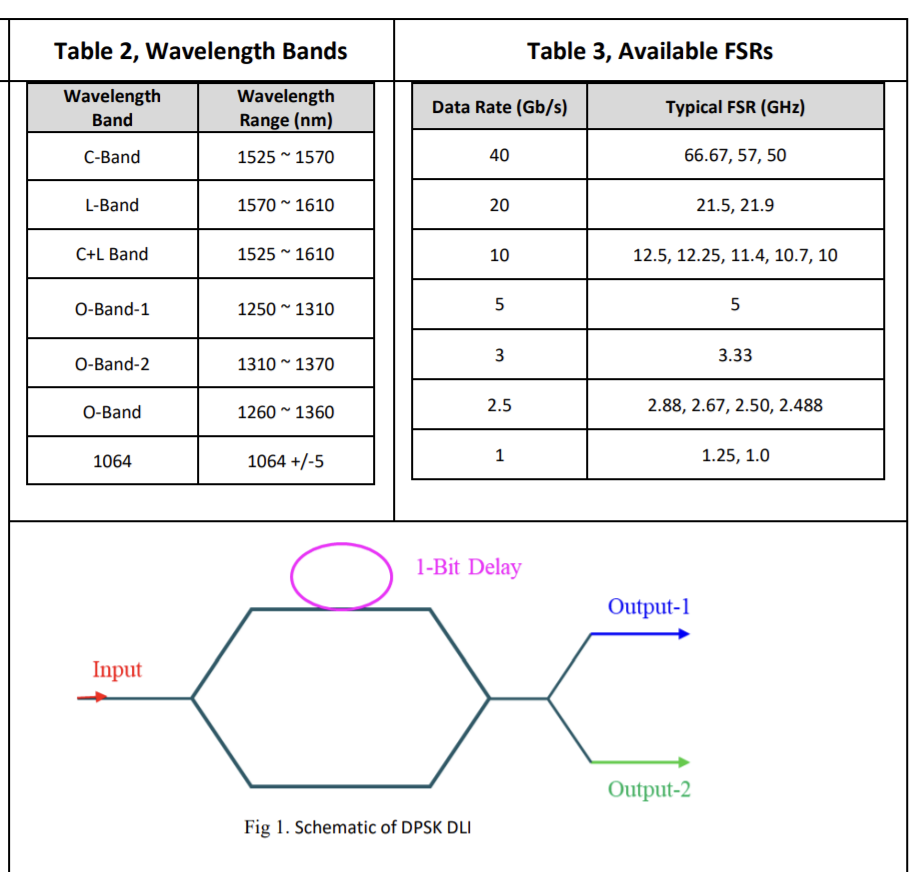 Table 2, Wavelength Bands
Wavelength Band Wavelength Range (nm)
C-Band 1525 ~ 1570
L-Band 1570 ~ 1610
C+L Band 1525 ~ 1610
O-Band-1 1250 ~ 1310
O-Band-2 1310 ~ 1370
O-Band 1260 ~ 1360
1064 1064 +/-5
Table 3, Available FSRs
Data Rate (Gb/s) Typical FSR (GHz)
40 66.67, 57, 50
20 21.5, 21.9
10 12.5, 12.25, 11.4, 10.7, 10
5 5
3 3.33
2.5 2.88, 2.67, 2.50, 2.488
1 1.25, 1.0
1-Bit Delay
Output-1
Input
Output-2
Fig 1. Schematic of DPSK DLI